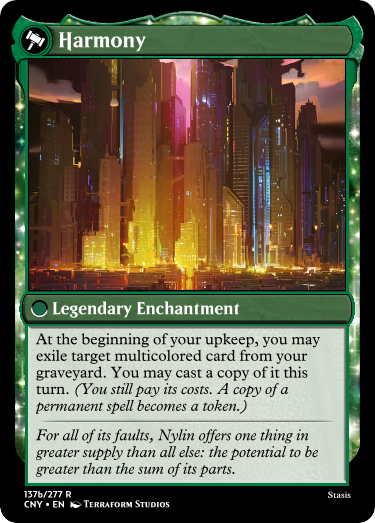 Harmony
Legendary Enchantment
At the beginning of your upkeep, you may
exile target multicolored card from your
graveyard. You may cast a copy of it this
turn. (You still pay its costs. A copy of a
permanent spell becomes a token.)
For all of its faults, Nylin offers one thing in
greater supply than all else: the potential to
be greater than the sum of its parts.
137b/277 R
Stasis
CNY • EN Terraform Studios